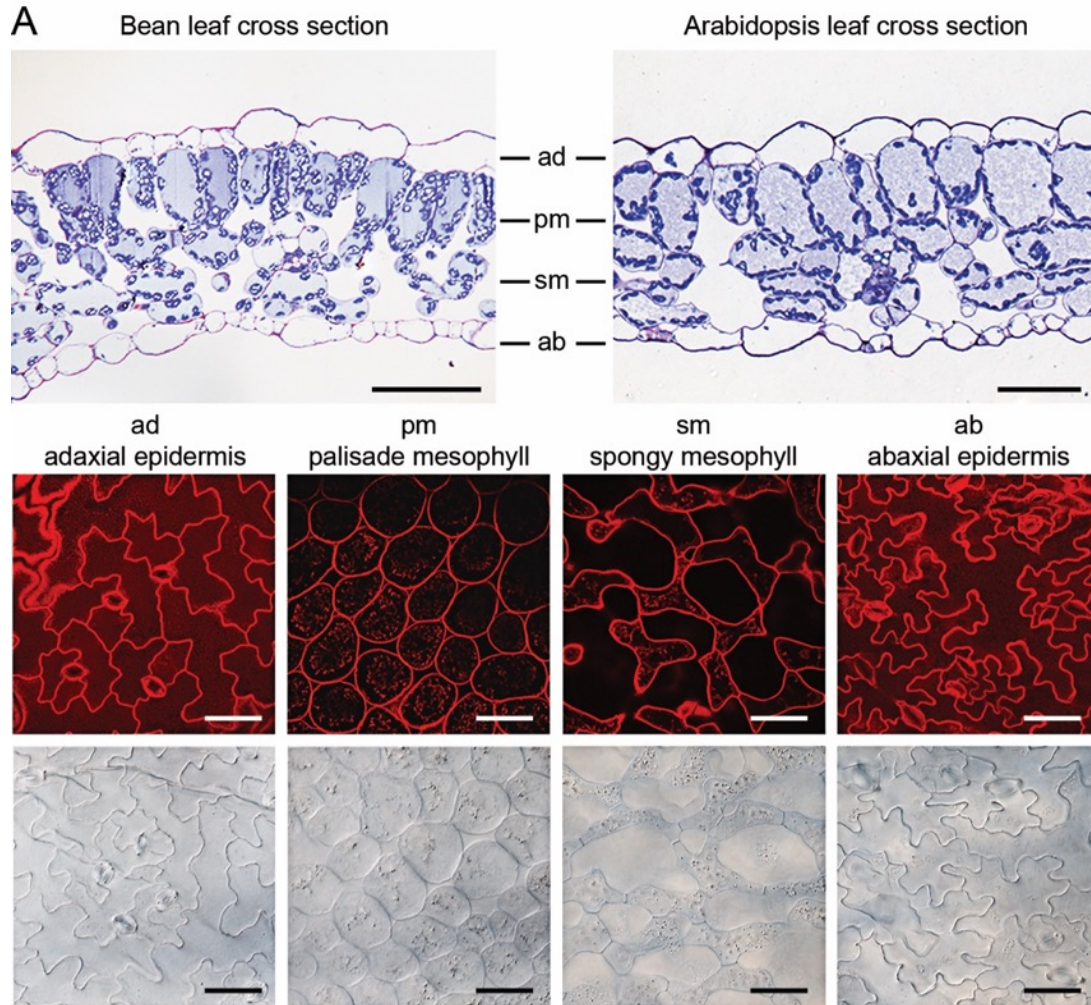 A
Bean leaf cross section
Arabidopsis leaf cross section
ad
pm
sm
ab
ad
adaxial epidermis
pm
palisade mesophyll
sm
spongy mesophyll
ab
abaxial epidermis